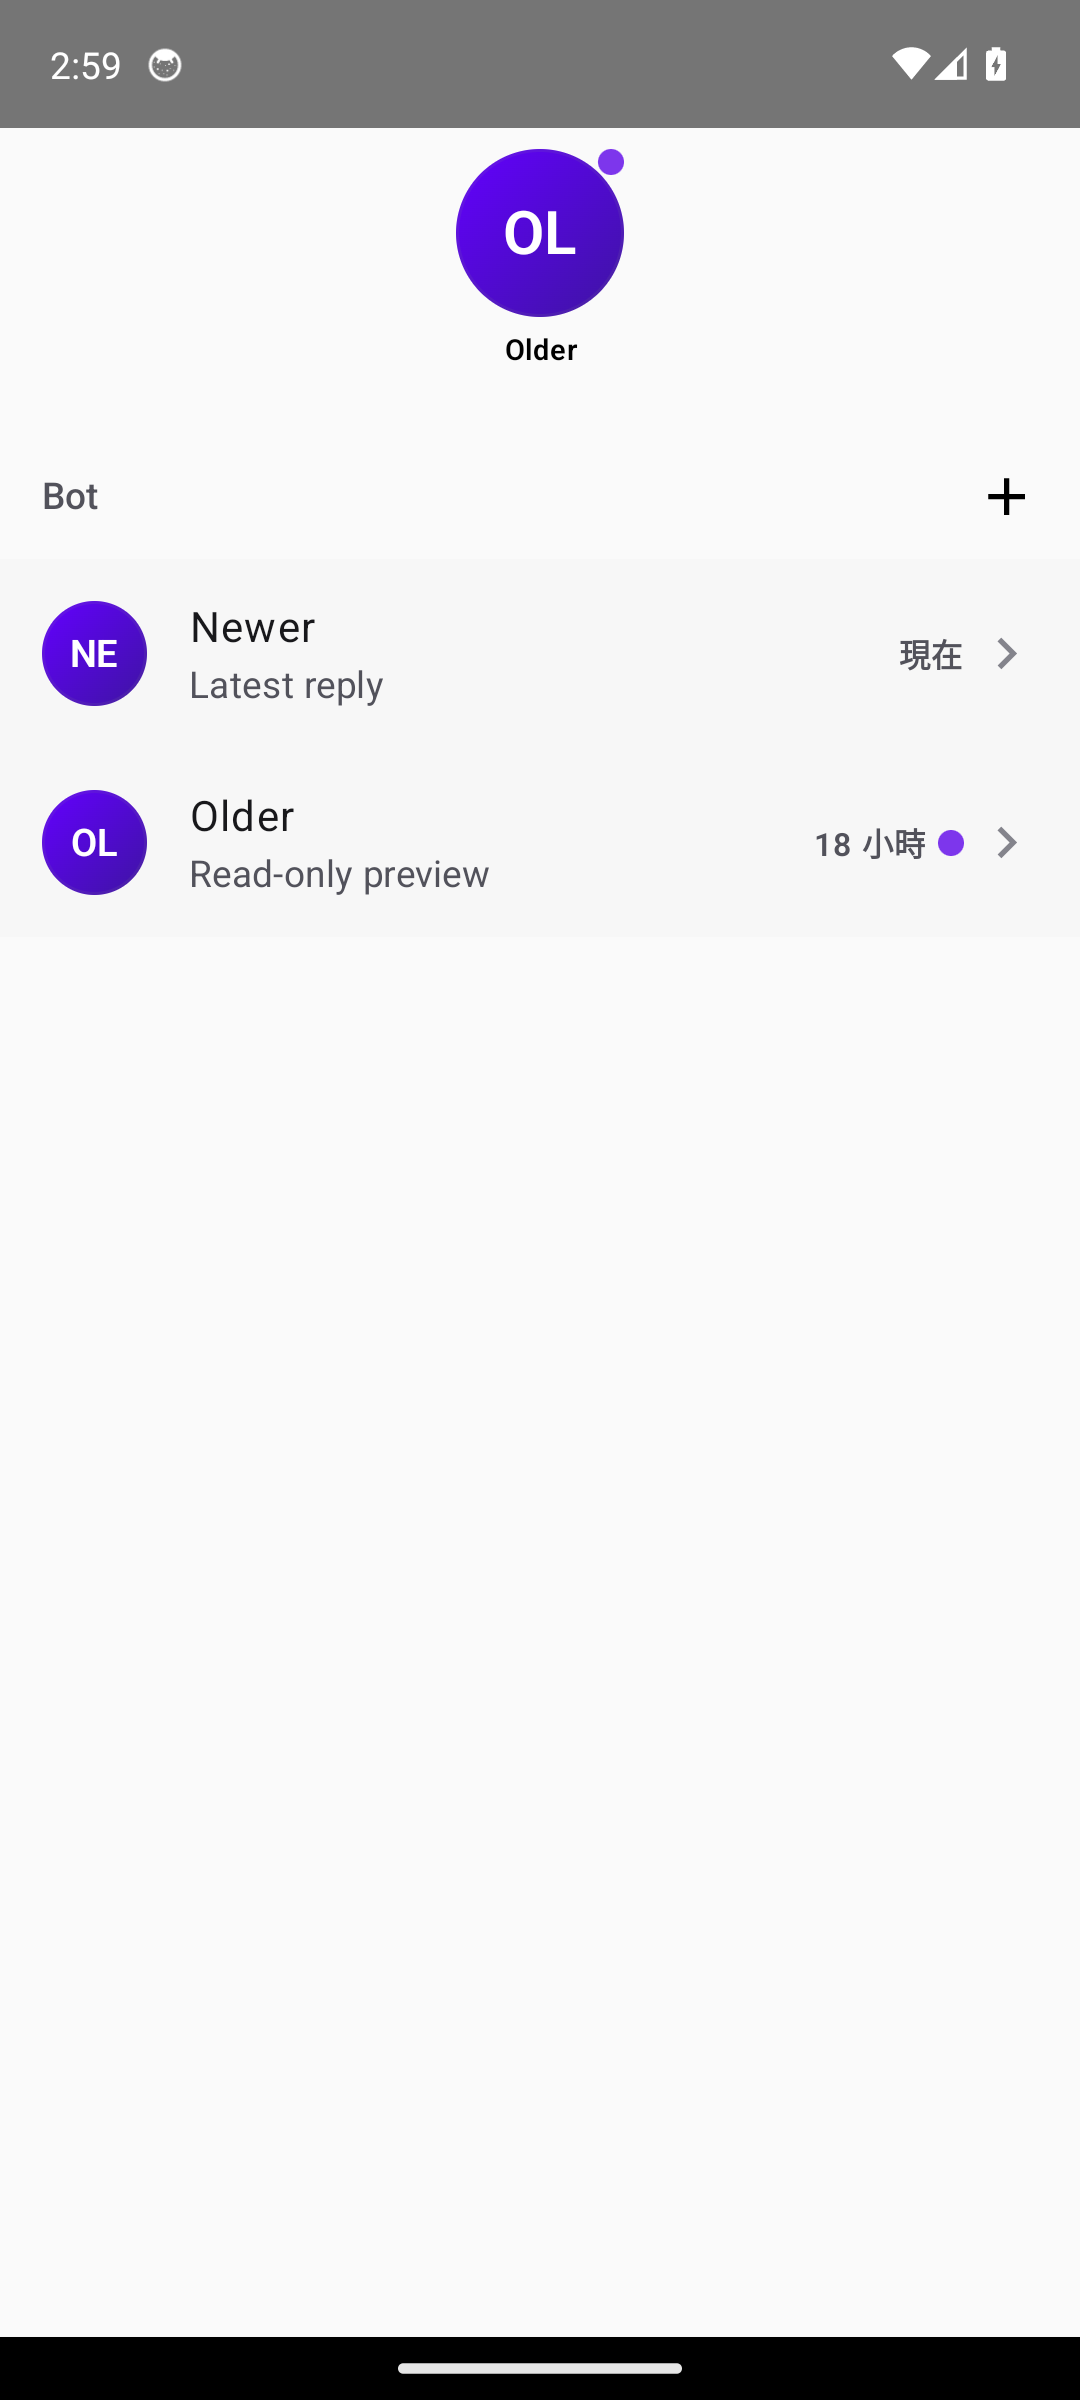 2:59
OL
Older
Bot
NE
Newer
Latest reply
現在
OL
Older
Read-only preview
18 小時